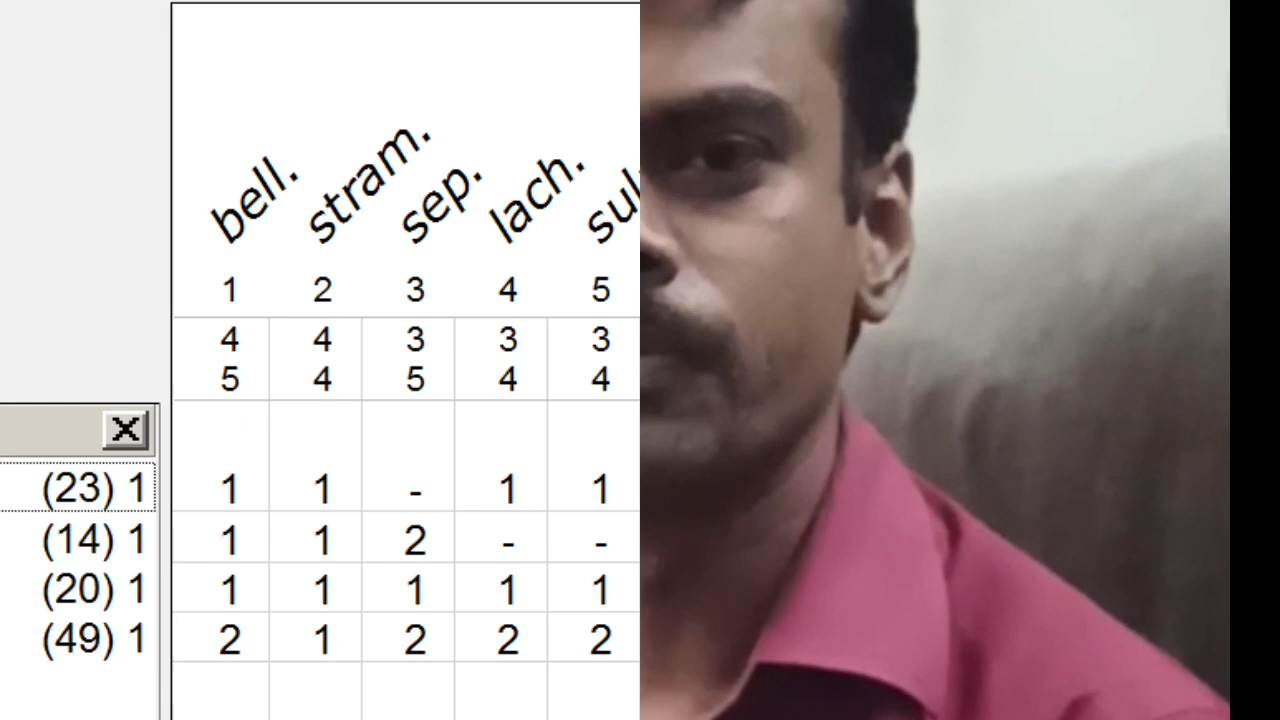 bell. stram. sep. lach. sul
1 2 3 4 5
4 4 3 3 3
5 4 5 4 4
(23) 1 1 1 - 1 1
(14) 1 1 1 2 - -
(20) 1 1 1 1 1 1
(49) 1 2 1 2 2 2